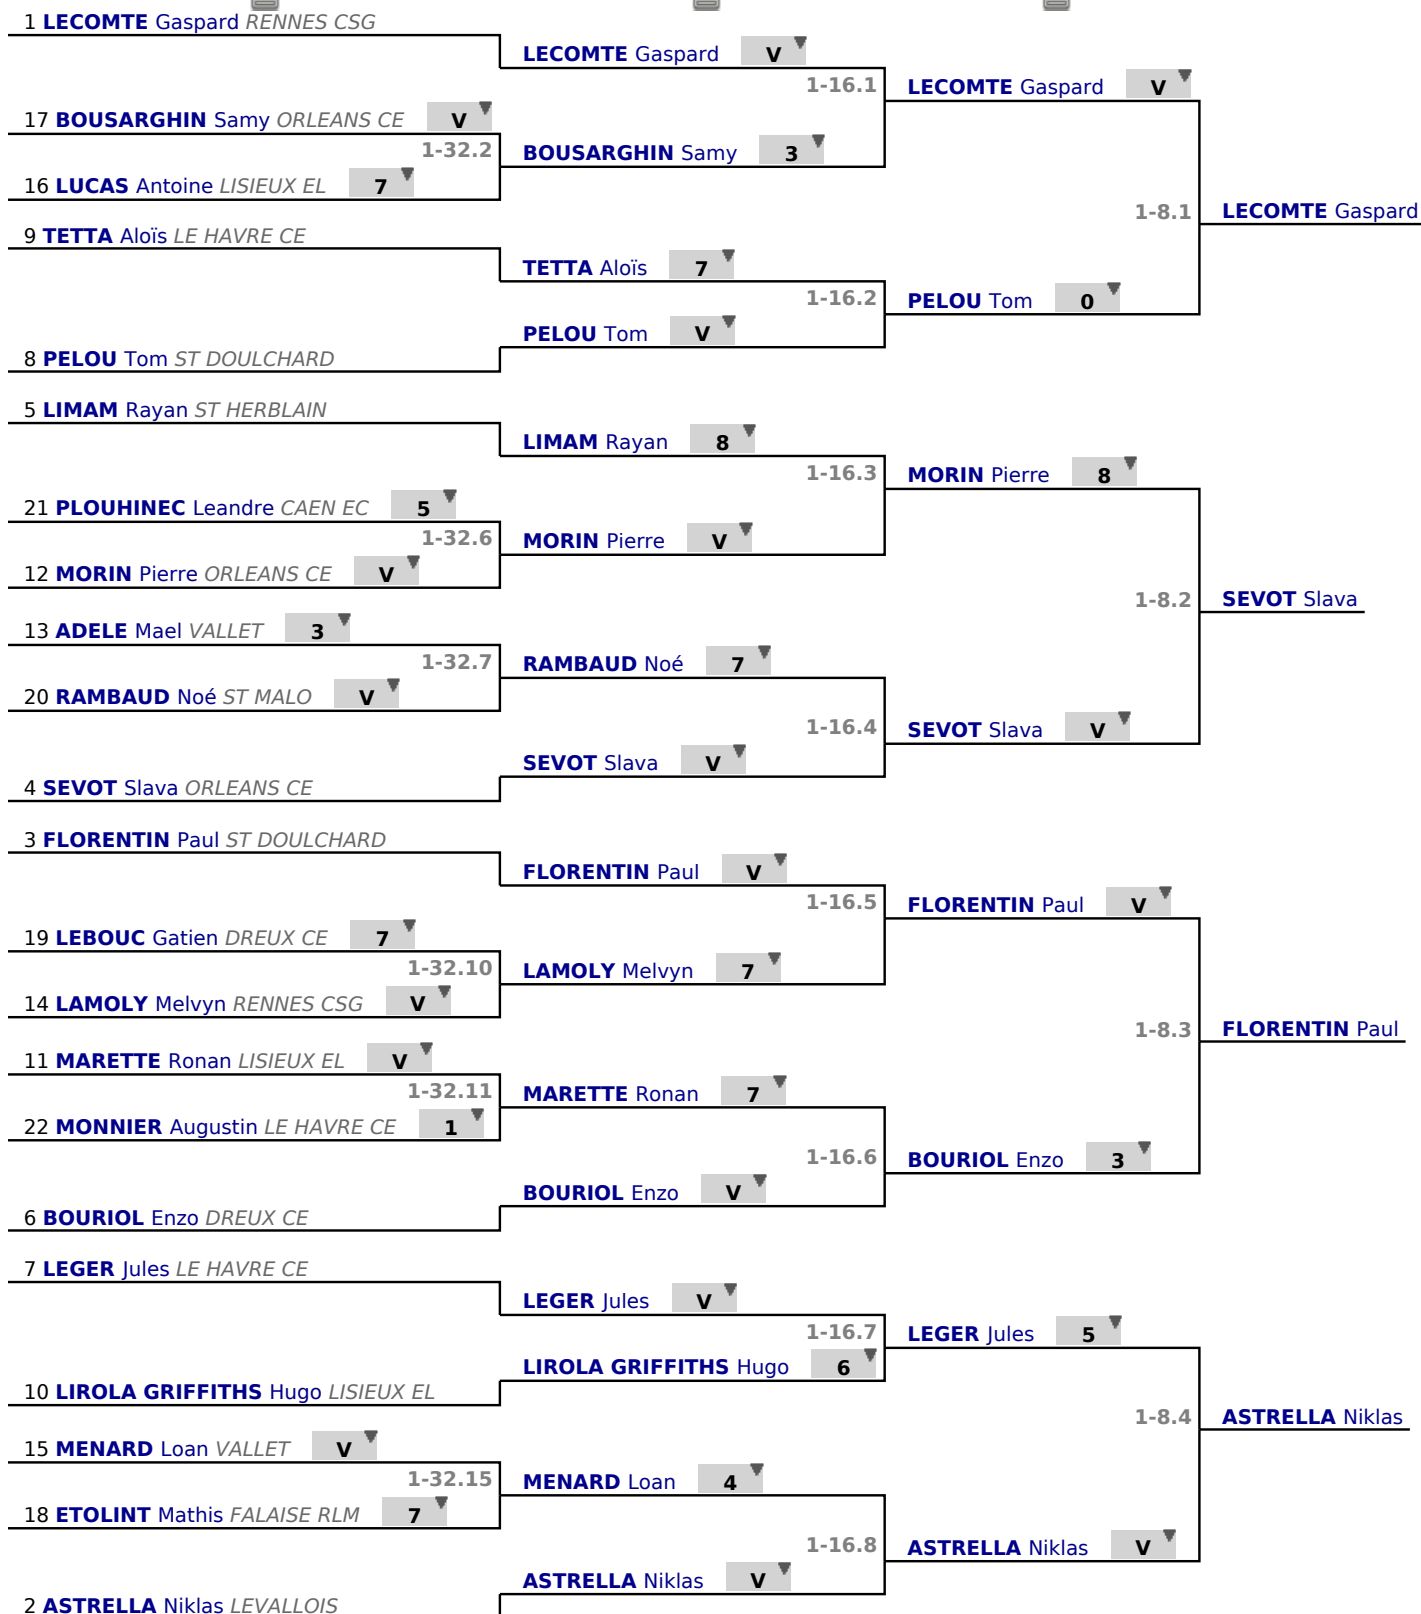 1 LECOMTE Gaspard RENNES CSG
LECOMTE Gaspard V
1-16.1
LECOMTE Gaspard V
17 BOUSARGHIN Samy ORLEANS CE V
1-32.2
BOUSARGHIN Samy 3
16 LUCAS Antoine LISIEUX EL 7
1-8.1
LECOMTE Gaspard
9 TETTA Aloïs LE HAVRE CE
TETTA Aloïs 7
1-16.2
PELOU Tom 0
PELOU Tom V
8 PELOU Tom ST DOULCHARD
5 LIMAM Rayan ST HERBLAIN
LIMAM Rayan 8
1-16.3
MORIN Pierre 8
21 PLOUHINEC Leandre CAEN EC 5
1-32.6
MORIN Pierre V
12 MORIN Pierre ORLEANS CE V
1-8.2
SEVOT Slava
13 ADELE Mael VALLET 3
1-32.7
RAMBAUD Noé 7
20 RAMBAUD Noé ST MALO V
1-16.4
SEVOT Slava V
SEVOT Slava V
4 SEVOT Slava ORLEANS CE
3 FLORENTIN Paul ST DOULCHARD
FLORENTIN Paul V
1-16.5
FLORENTIN Paul V
19 LEBOUC Gatien DREUX CE 7
1-32.10
LAMOLY Melvyn 7
14 LAMOLY Melvyn RENNES CSG V
1-8.3
FLORENTIN Paul
11 MARETTE Ronan LISIEUX EL V
1-32.11
MARETTE Ronan 7
22 MONNIER Augustin LE HAVRE CE 1
1-16.6
BOURIOL Enzo 3
BOURIOL Enzo V
6 BOURIOL Enzo DREUX CE
7 LEGER Jules LE HAVRE CE
LEGER Jules V
1-16.7
LEGER Jules 5
LIROLA GRIFFITHS Hugo 6
10 LIROLA GRIFFITHS Hugo LISIEUX EL
1-8.4
ASTRELLA Niklas
15 MENARD Loan VALLET V
1-32.15
MENARD Loan 4
18 ETOLINT Mathis FALAISE RLM 7
1-16.8
ASTRELLA Niklas V
ASTRELLA Niklas V
2 ASTRELLA Niklas LEVALLOIS